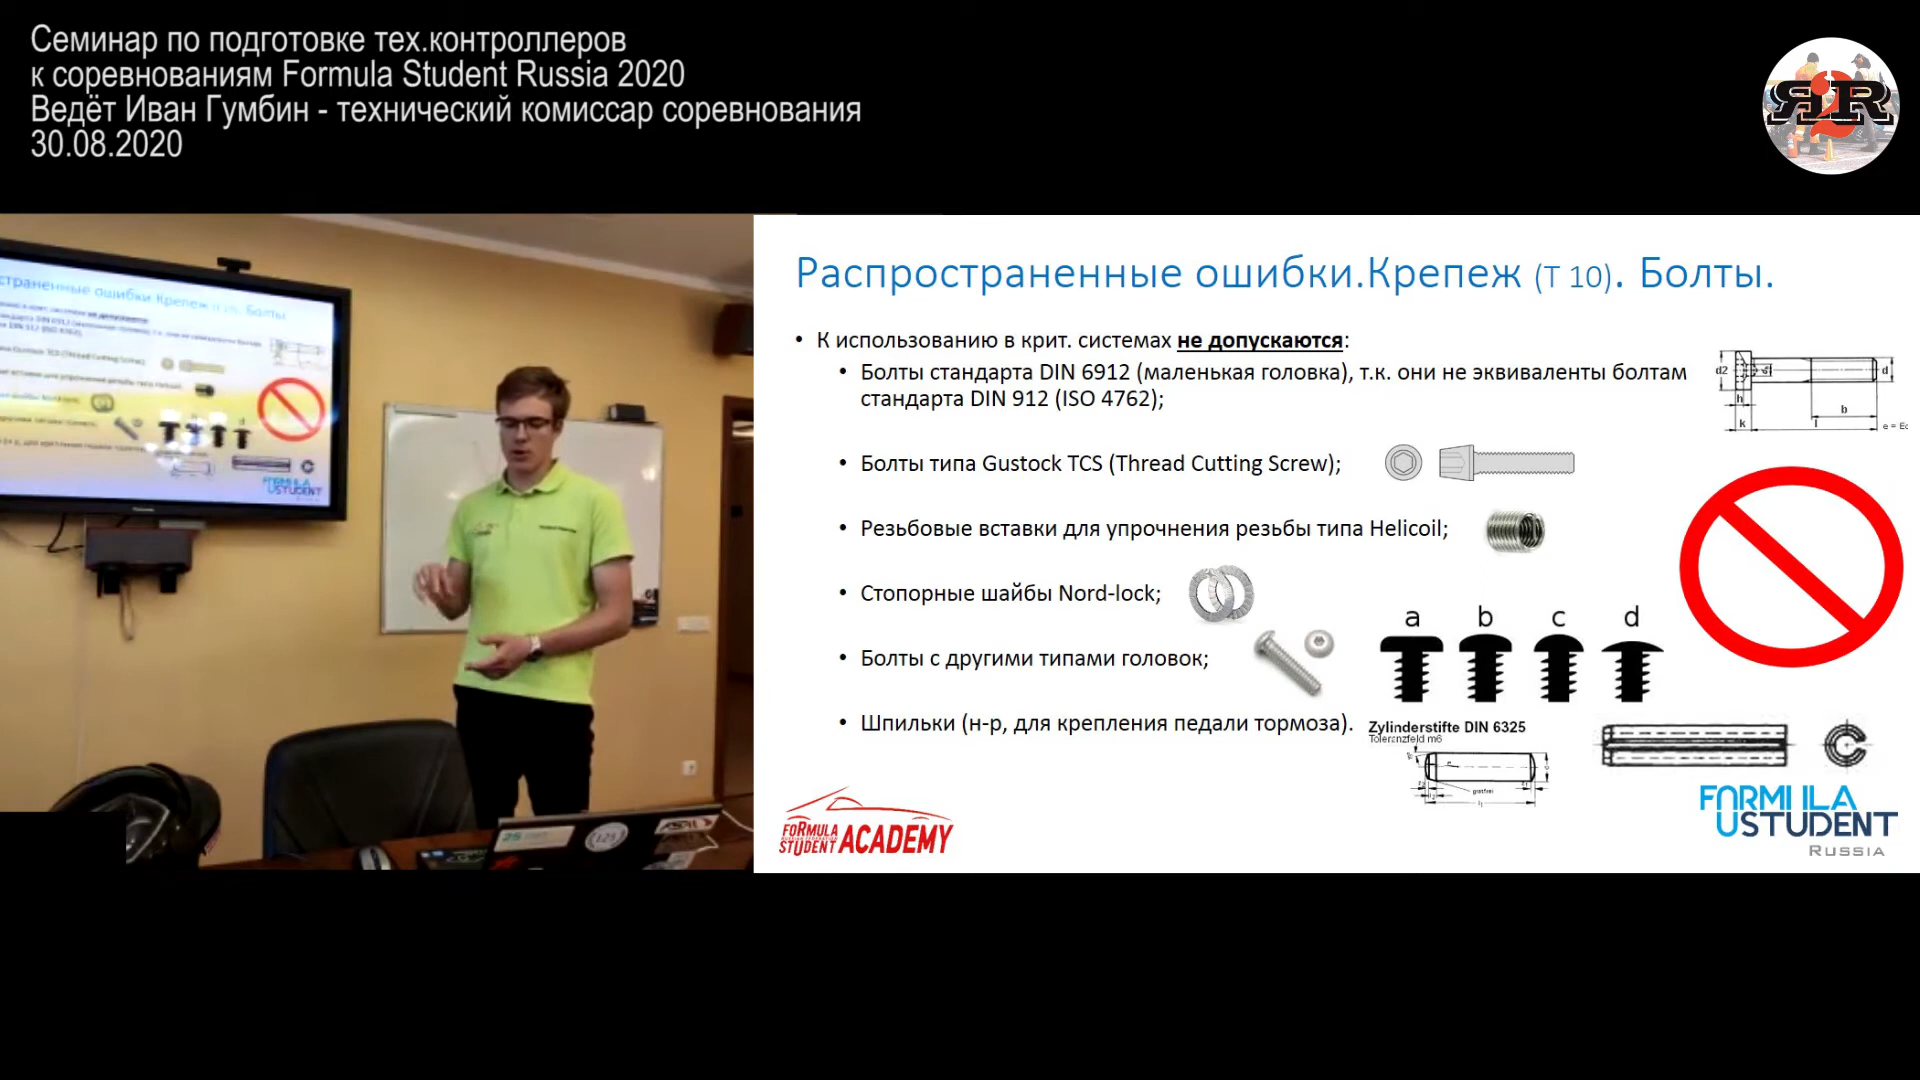 Семинар по подготовке тех.контроллеров
к соревнованиям Formula Student Russia 2020
Ведёт Иван Гумбин - технический комиссар соревнования
30.08.2020
Распространенные ошибки.Крепеж (Т 10). Болты.
• К использованию в крит. системах не допускаются:
• Болты стандарта DIN 6912 (маленькая головка), т.к. они не эквиваленты болтам
стандарта DIN 912 (ISO 4762);
• Болты типа Gustock TCS (Thread Cutting Screw);
• Резьбовые вставки для упрочнения резьбы типа Helicoil;
• Стопорные шайбы Nord-lock;
• Болты с другими типами головок;
• Шпильки (н-р, для крепления педали тормоза).
d2 d
h b
k l
e = Ec
a b c d
Zylinderstifte DIN 6325
Toleranzfeld m6
FORMULA
STUDENT ACADEMY
FORMULA
STUDENT
RUSSIA